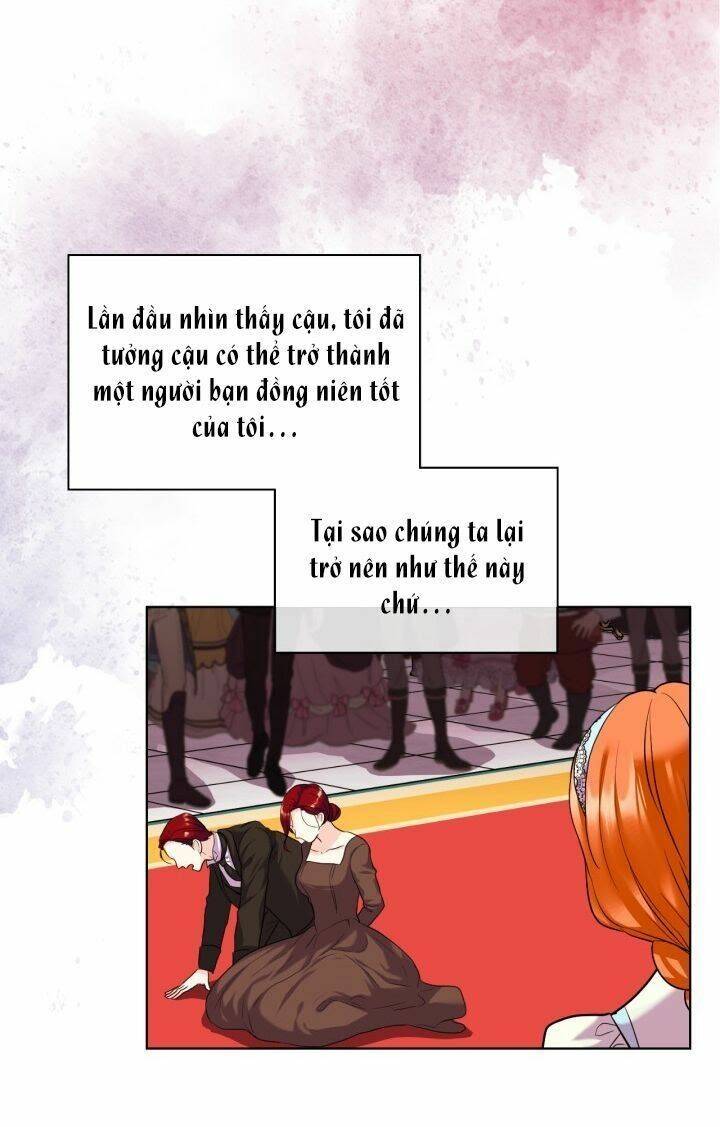 Lần đầu nhìn thấy cậu, tôi đã
tưởng cậu có thể trở thành
một người bạn đồng niên tốt
của tôi...
Tại sao chúng ta lại
trở nên như thế này
chứ...